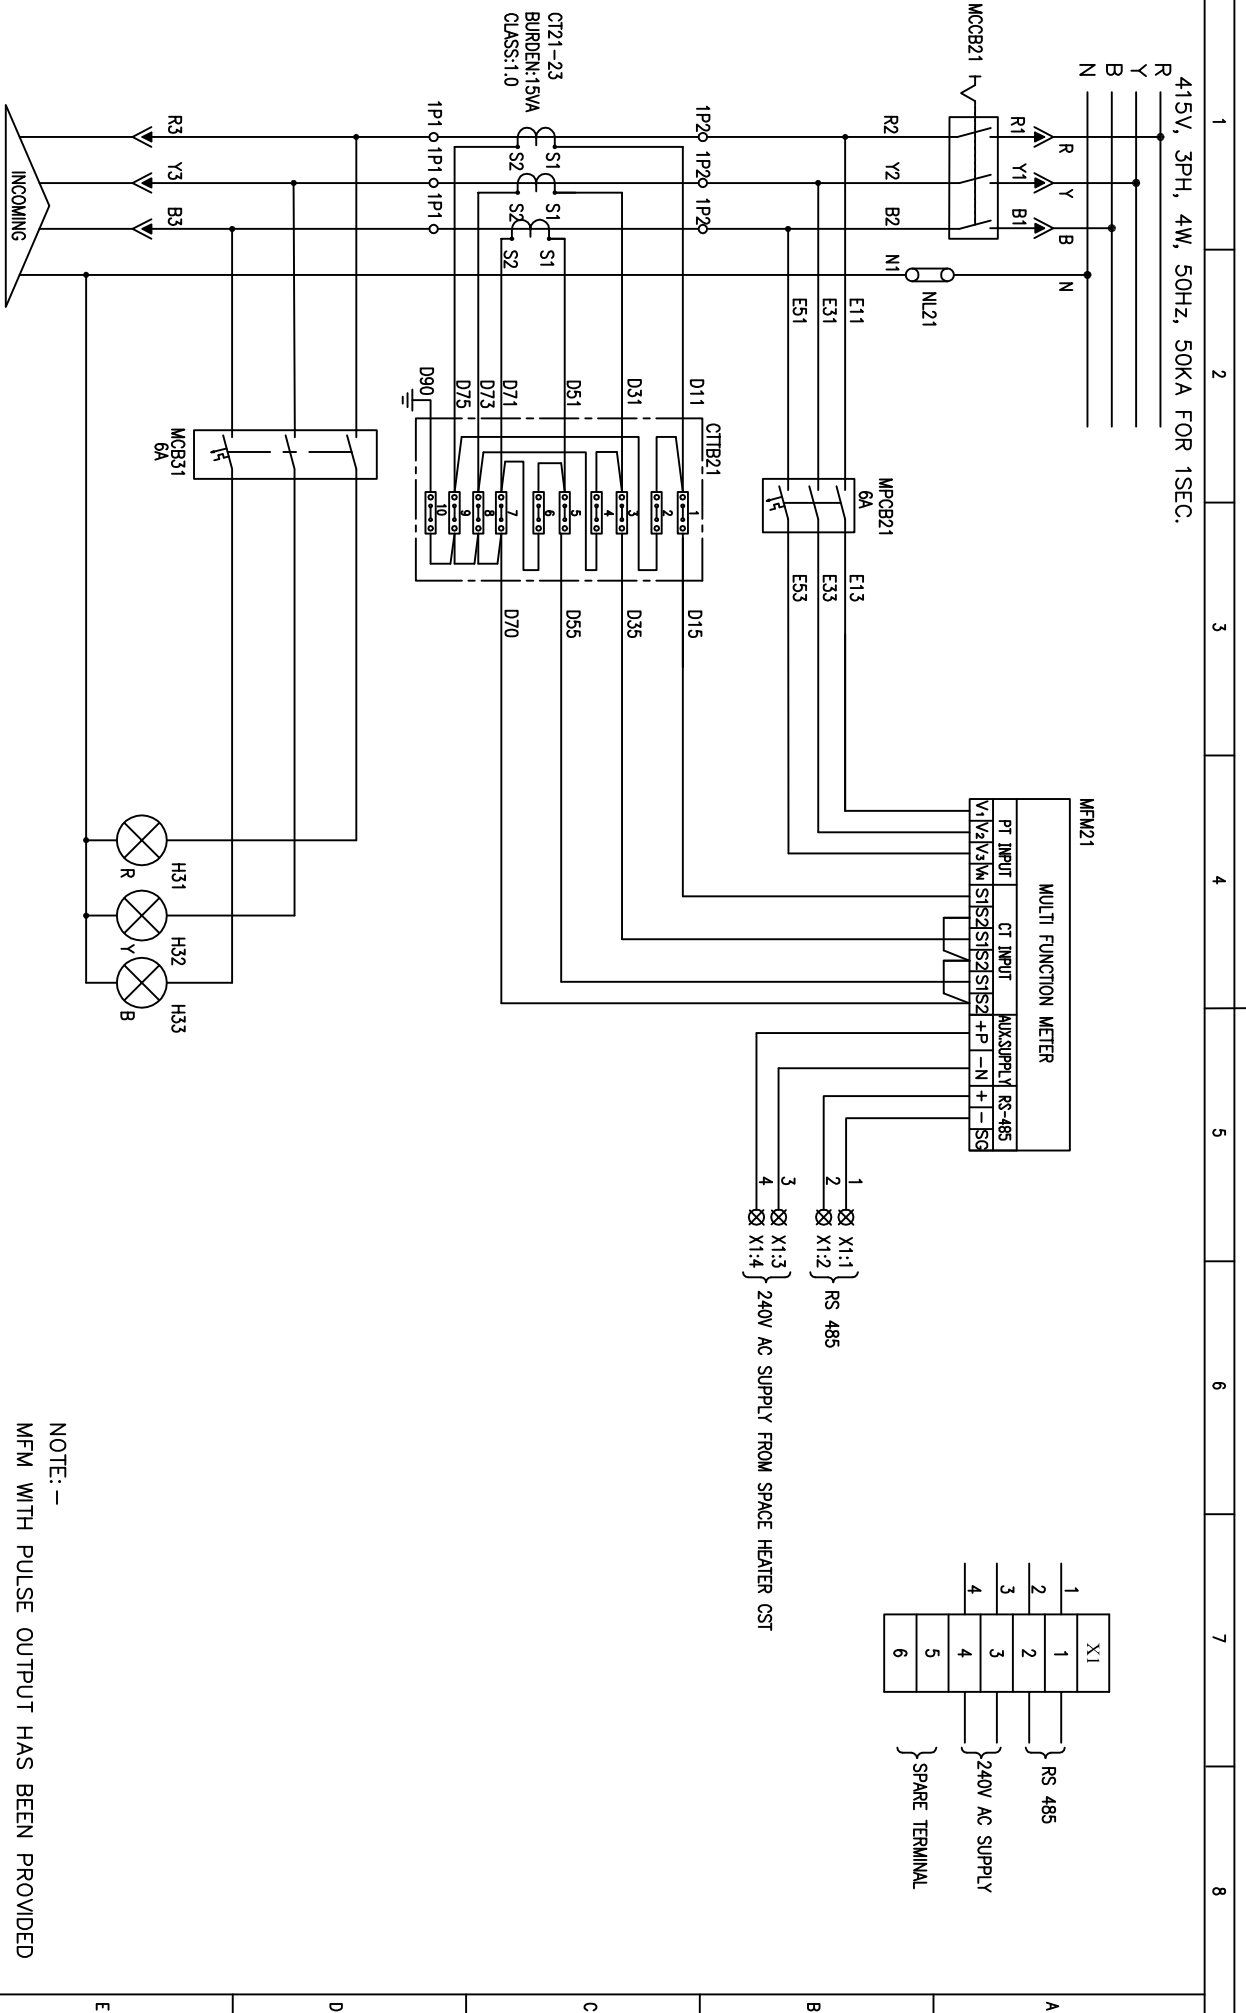 1
2
3
4
5
6
7
8
A
B
C
D
E
415V, 3PH, 4W, 50Hz, 50KA FOR 1SEC.
R
Y
B
N
R
Y
B
N
MCCB21
R1
Y1
B1
NL21
R2
Y2
B2
N1
E11
E31
E51
MPCB21
6A
E13
E33
E53
1P2
1P2
1P2
CT21-23
BURDEN:15VA
CLASS:1.0
S1
S2
S1
S2
S1
S2
1P1
1P1
1P1
D11
D31
D51
D71
D73
D75
D90
CTTB21
1
2
3
4
5
6
7
8
9
10
D15
D35
D55
D70
R3
Y3
B3
INCOMING
MCB31
6A
H31
R
H32
Y
H33
B
MFM21
MULTI FUNCTION METER
PT INPUT
CT INPUT
AUX.SUPPLY
RS-485
V1 V2 V3 VN S1 S2 S1 S2 S1 S2 +P -N + - SG
1 X1:1
2 X1:2
RS 485
3 X1:3
4 X1:4
240V AC SUPPLY FROM SPACE HEATER CST
X1
1 1
2 2
RS 485
3 3
4 4
240V AC SUPPLY
5
6
SPARE TERMINAL
NOTE:-
MFM WITH PULSE OUTPUT HAS BEEN PROVIDED